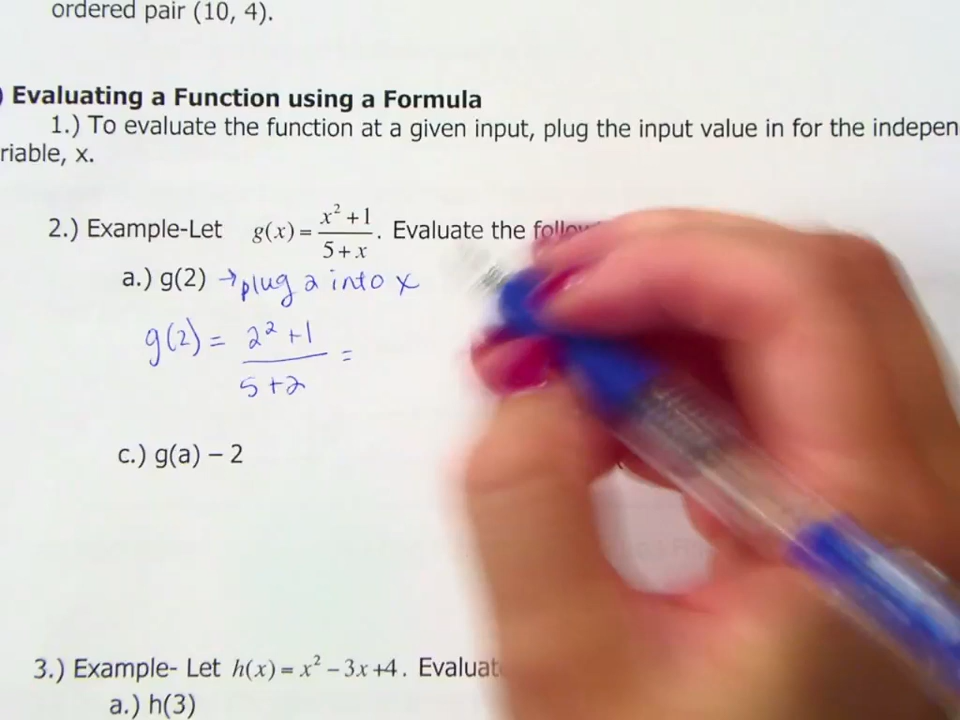 ordered pair (10, 4).
) Evaluating a Function using a Formula
1.) To evaluate the function at a given input, plug the input value in for the indepen
riable, x.
2.) Example-Let g(x) = (x² + 1)/(5 + x). Evaluate the follow
a.) g(2) → plug 2 into x
g(2) = (2² + 1)/(5 + 2) =
c.) g(a) – 2
3.) Example- Let h(x) = x² – 3x + 4. Evaluat
a.) h(3)